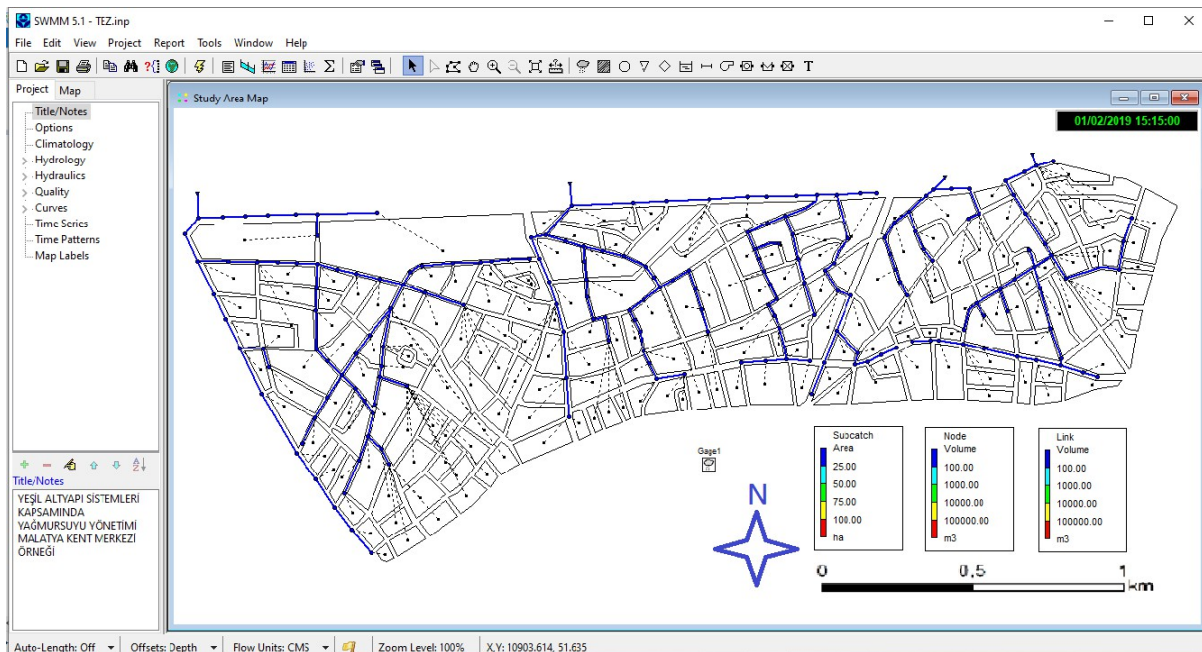 SWMM 5.1 - TEZ.inp
File Edit View Project Report Tools Window Help
Project Map
Title/Notes
Options
Climatology
Hydrology
Hydraulics
Quality
Curves
Time Series
Time Patterns
Map Labels
Title/Notes
YEŞİL ALTYAPI SİSTEMLERİ
KAPSAMINDA
YAĞMURSUYU YÖNETİMİ
MALATYA KENT MERKEZİ
ÖRNEĞİ
Study Area Map
01/02/2019 15:15:00
Gage1
N
Subcatch
Area
25.00
50.00
75.00
100.00
ha
Node
Volume
100.00
1000.00
10000.00
100000.00
m3
Link
Volume
100.00
1000.00
10000.00
100000.00
m3
0 0,5 1
km
Auto-Length: Off Offsets: Depth Flow Units: CMS Zoom Level: 100% X,Y: 10903.614, 51.635